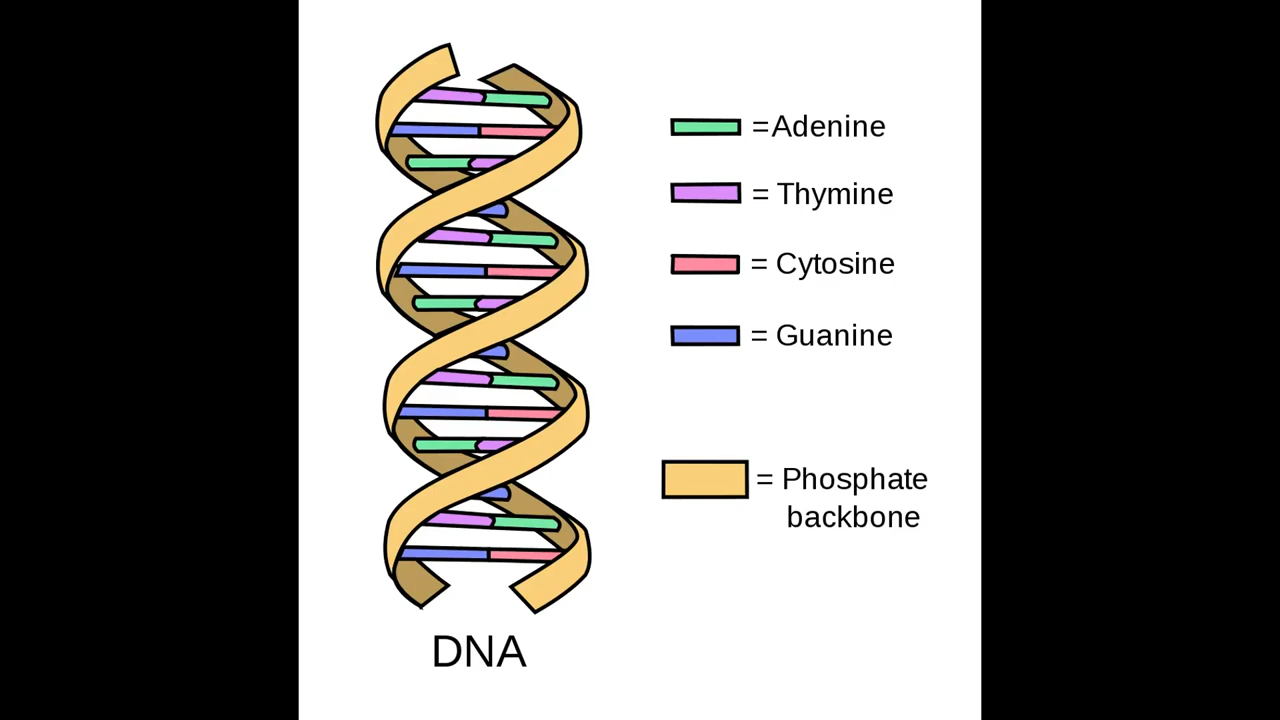 =Adenine
= Thymine
= Cytosine
= Guanine
= Phosphate
backbone
DNA